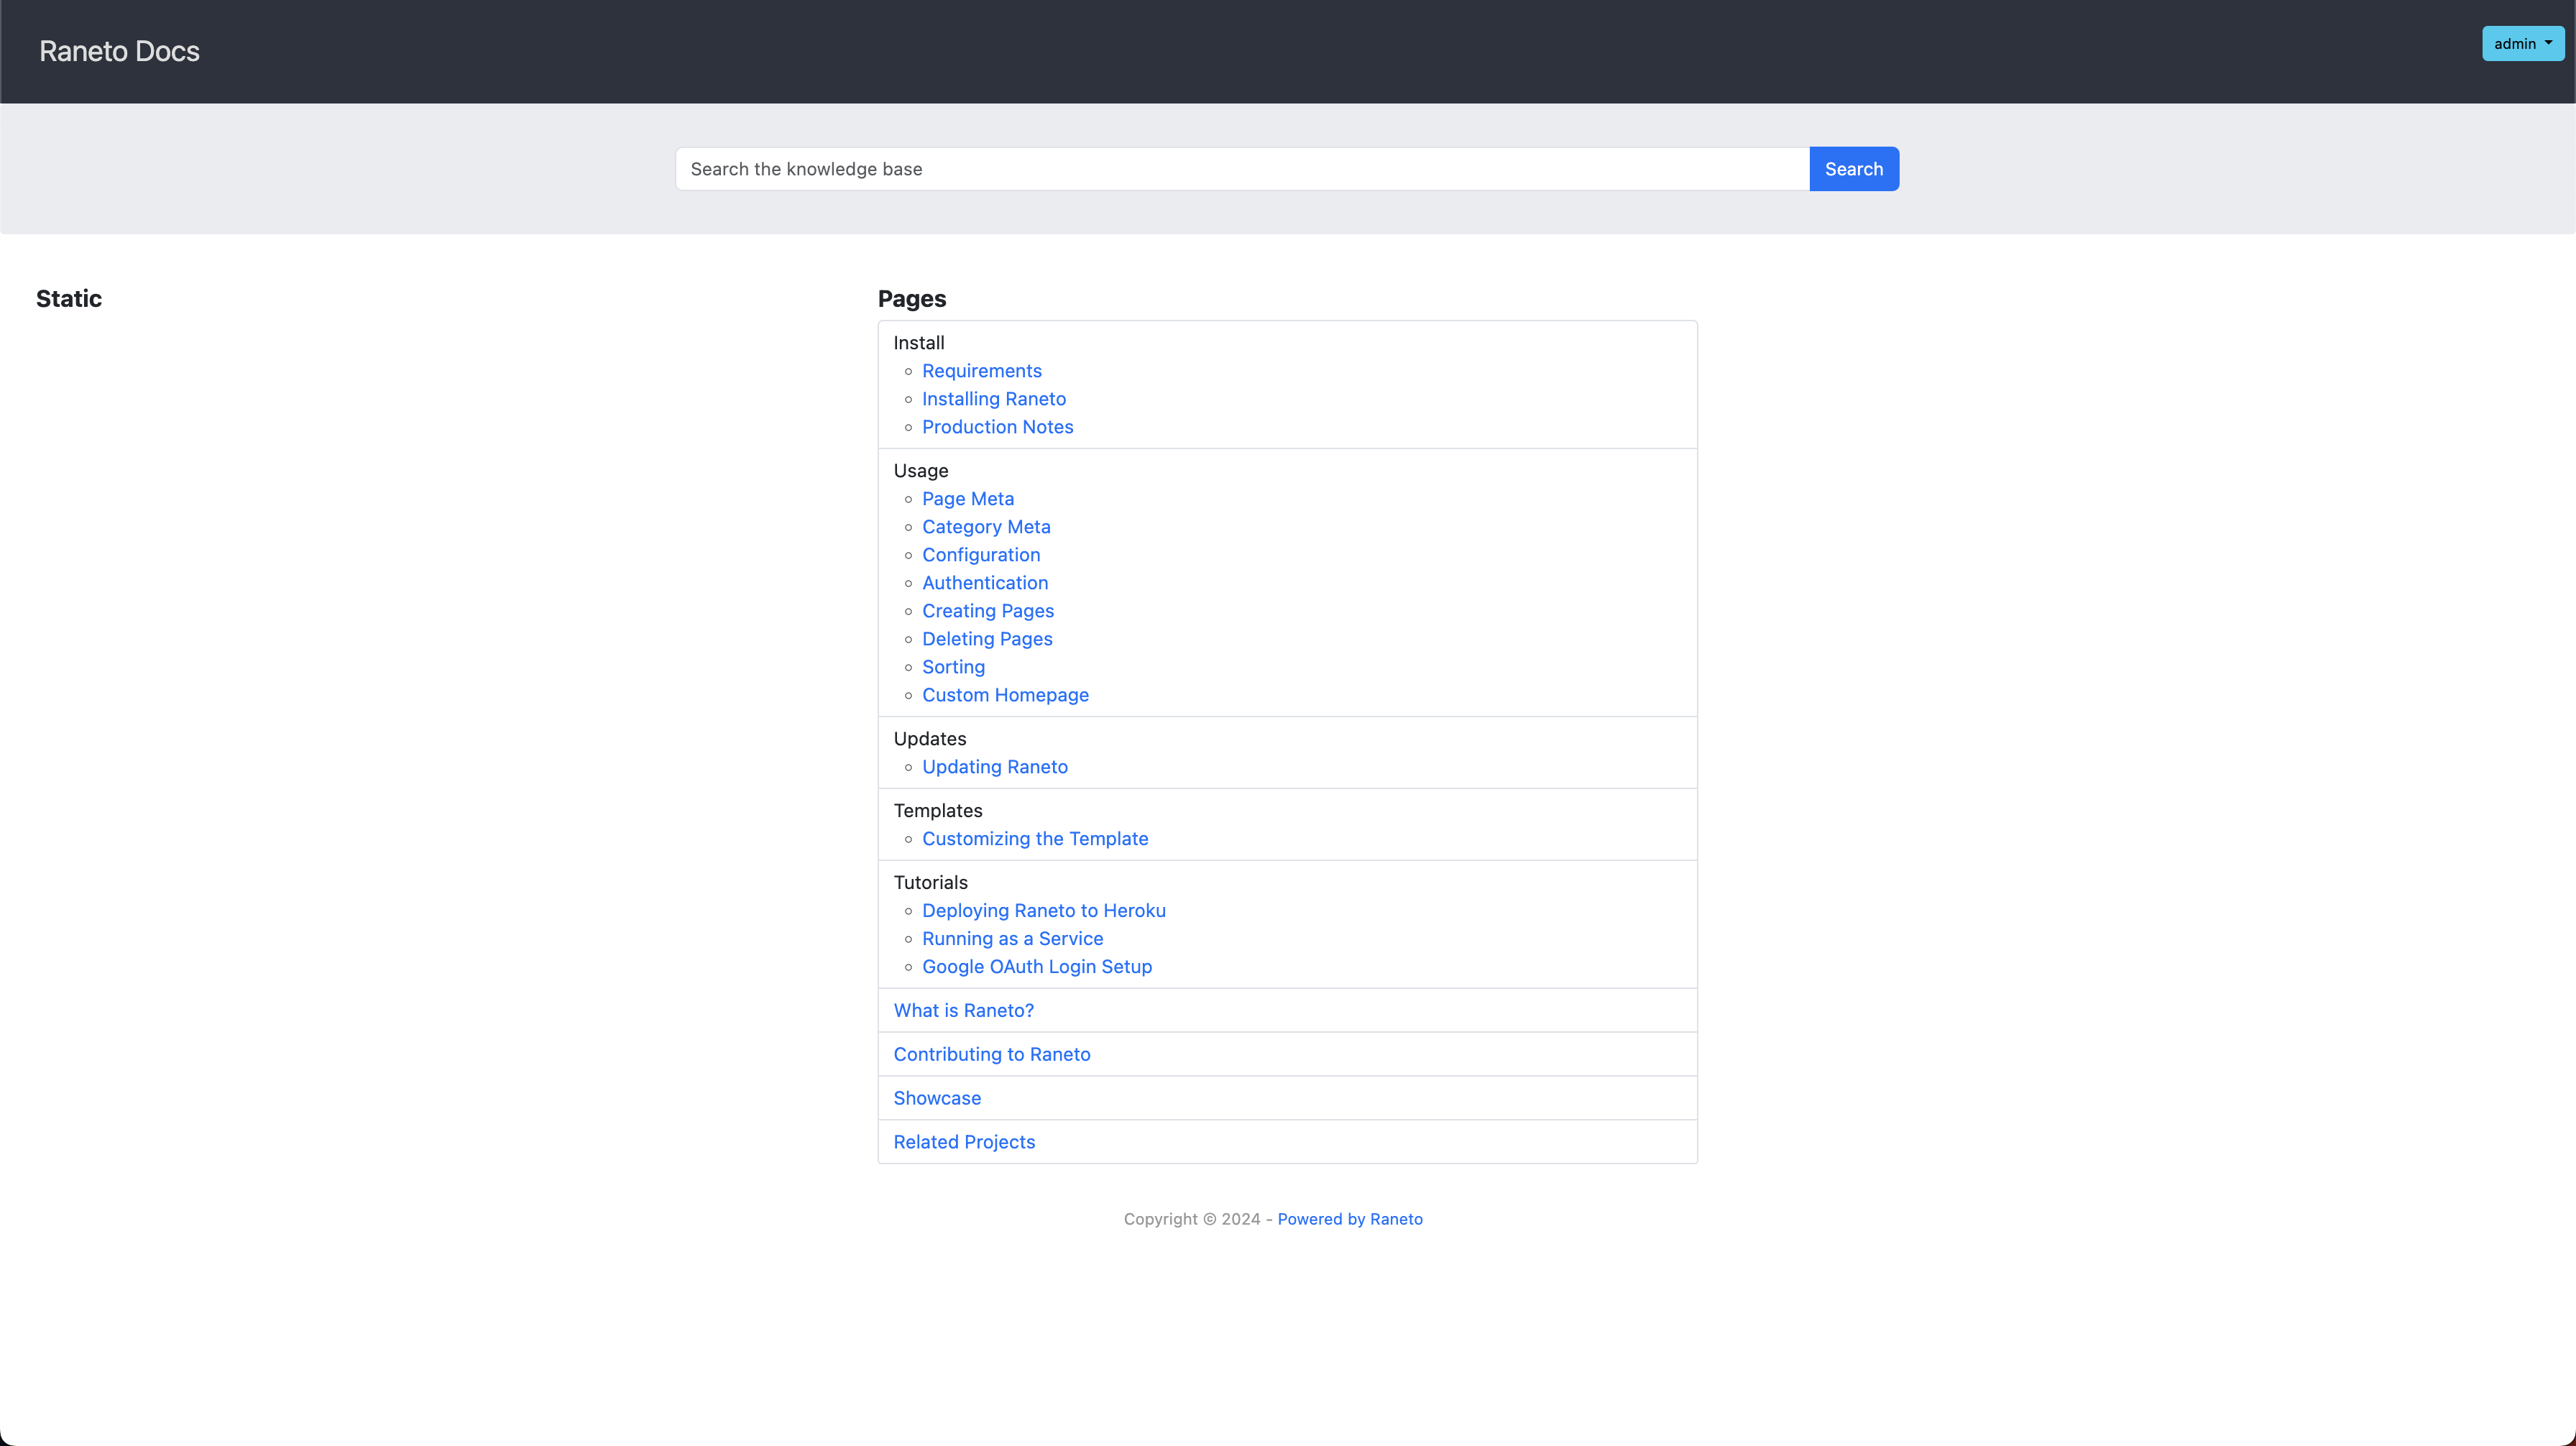 Raneto Docs
admin
Search the knowledge base
Search
Static
Pages
Install
Requirements
Installing Raneto
Production Notes
Usage
Page Meta
Category Meta
Configuration
Authentication
Creating Pages
Deleting Pages
Sorting
Custom Homepage
Updates
Updating Raneto
Templates
Customizing the Template
Tutorials
Deploying Raneto to Heroku
Running as a Service
Google OAuth Login Setup
What is Raneto?
Contributing to Raneto
Showcase
Related Projects
Copyright © 2024 - Powered by Raneto